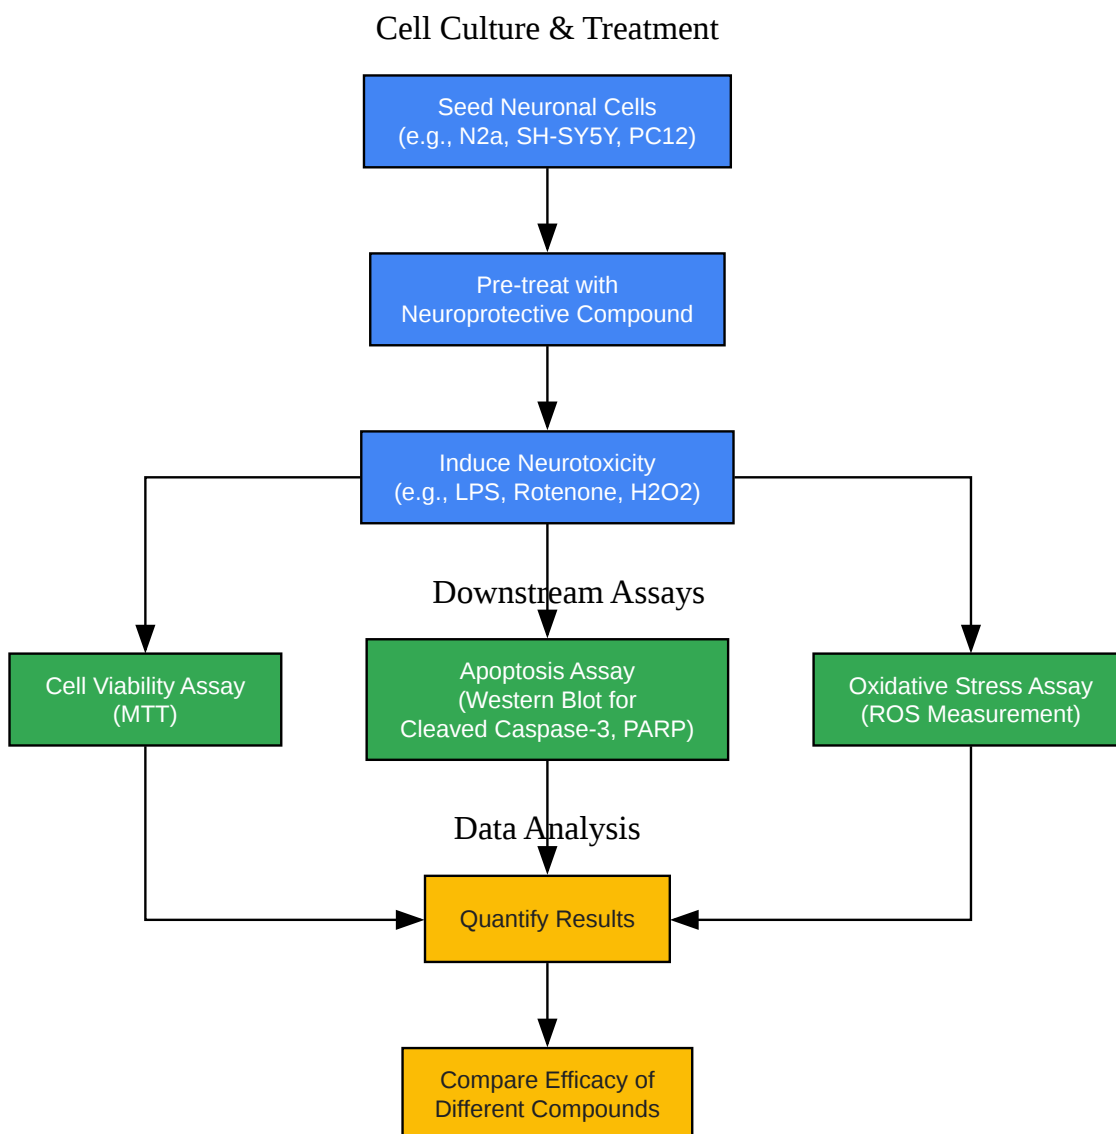 Cell Culture & Treatment
Seed Neuronal Cells
(e.g., N2a, SH-SY5Y, PC12)
Pre-treat with
Neuroprotective Compound
Induce Neurotoxicity
(e.g., LPS, Rotenone, H2O2)
Downstream Assays
Cell Viability Assay
(MTT)
Apoptosis Assay
(Western Blot for
Cleaved Caspase-3, PARP)
Oxidative Stress Assay
(ROS Measurement)
Data Analysis
Quantify Results
Compare Efficacy of
Different Compounds